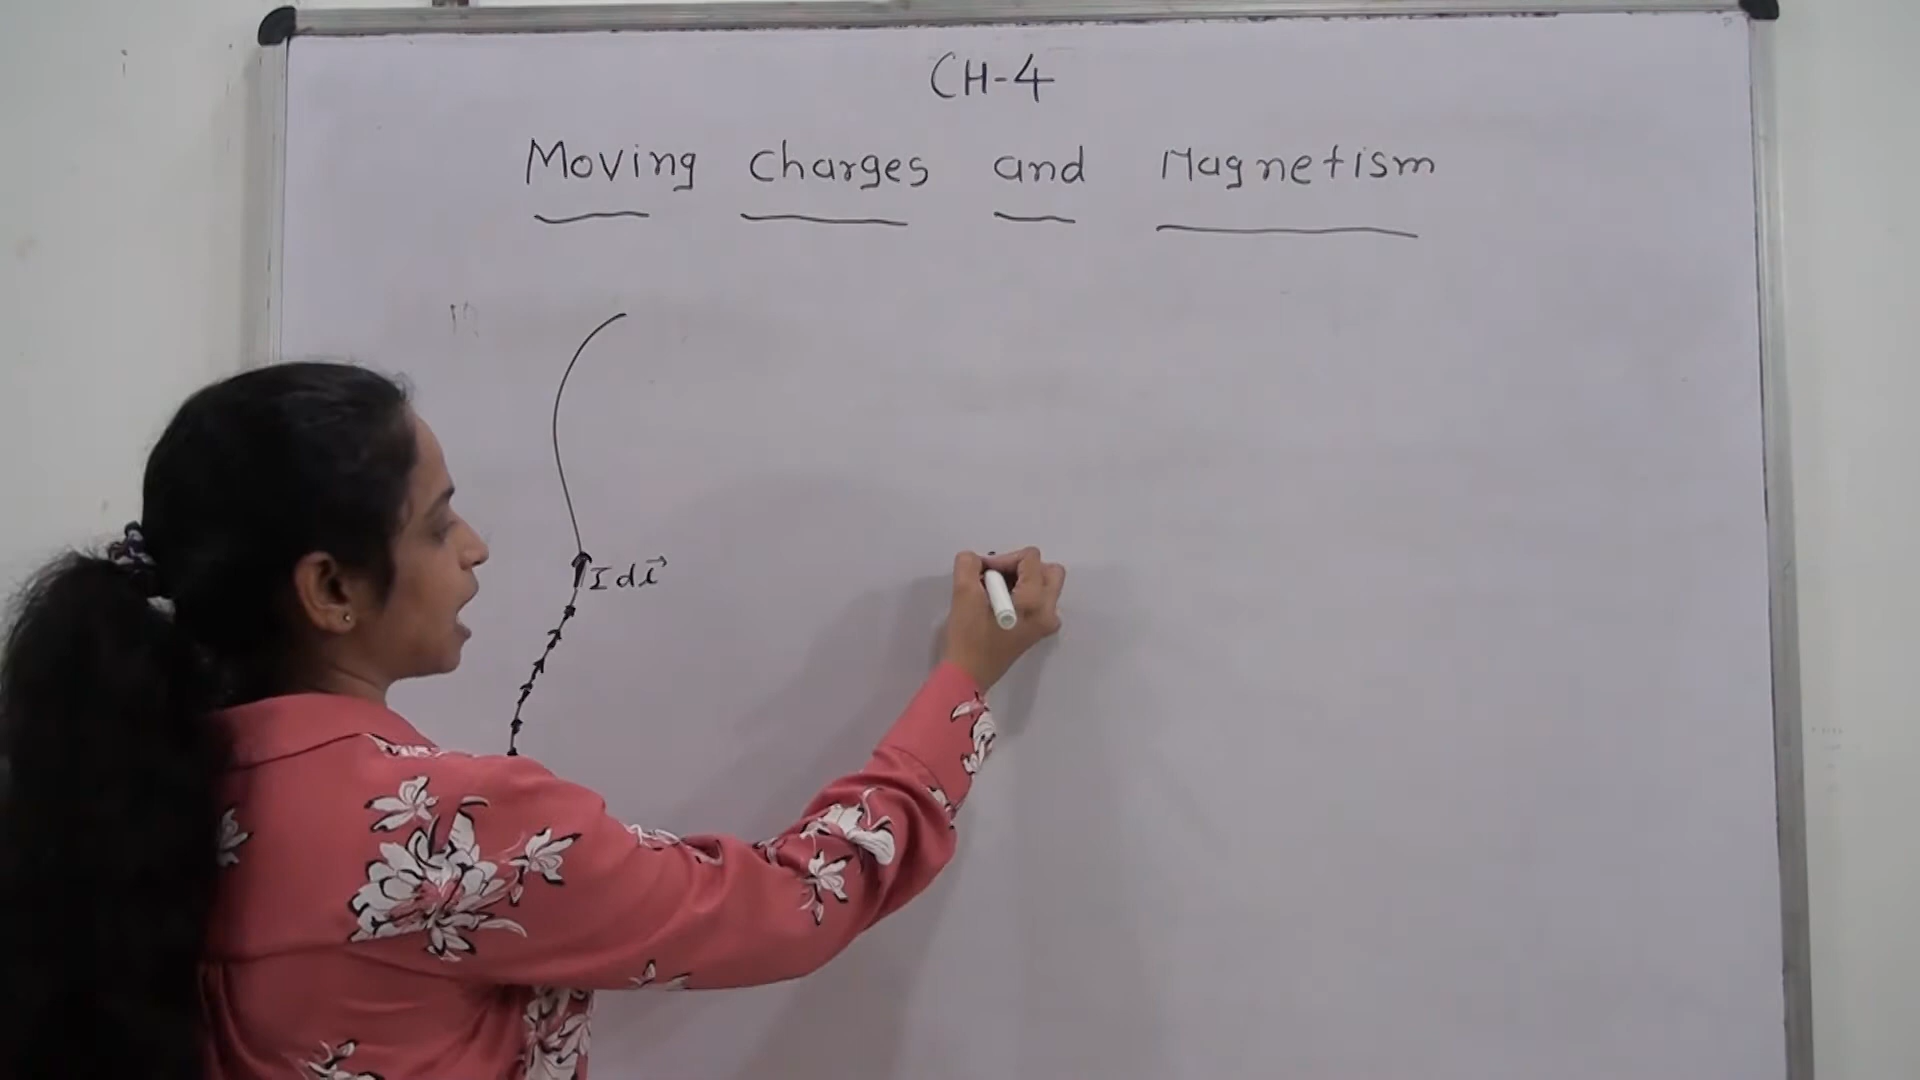 CH-4
Moving charges and Magnetism
Id𝑙⃗